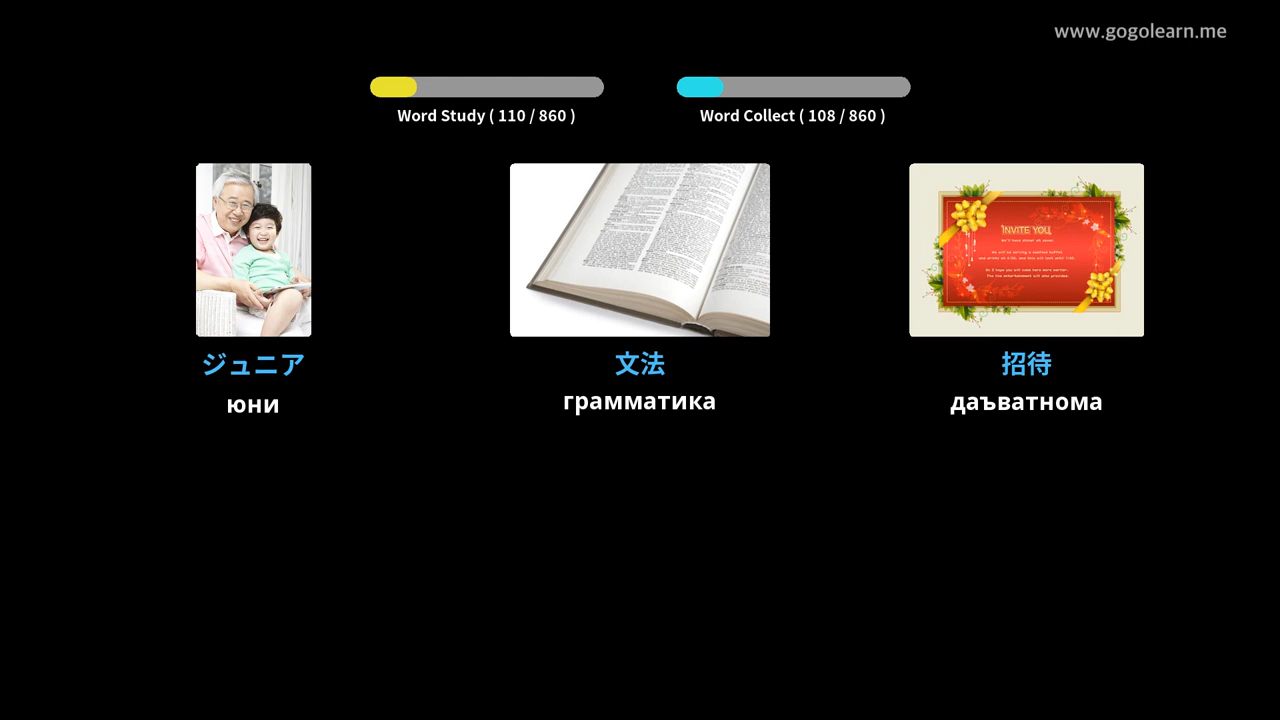 www.gogolearn.me
Word Study ( 110 / 860 )
Word Collect ( 108 / 860 )
INVITE YOU
ジュニア
文法
招待
юни
грамматика
даъватнома